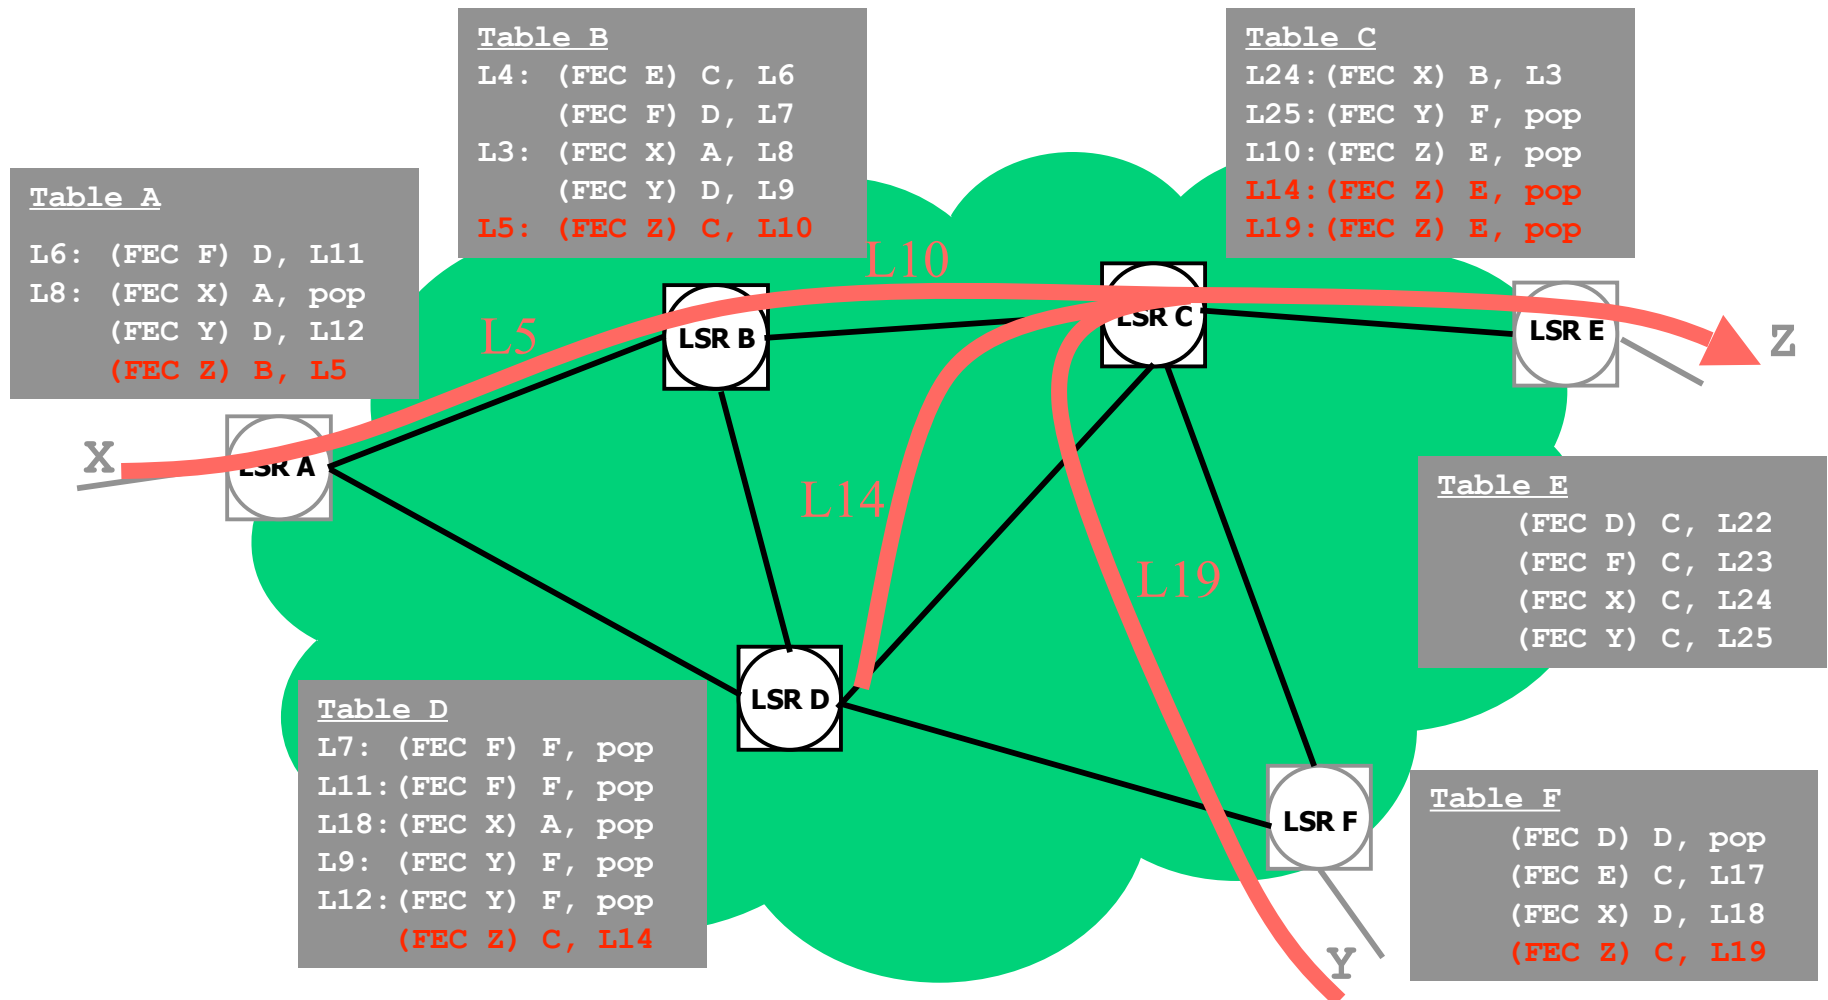 Table B
L4: (FEC E) C, L6
(FEC F) D, L7
L3: (FEC X) A, L8
(FEC Y) D, L9
L5: (FEC Z) C, L10
Table C
L24:(FEC X) B, L3
L25:(FEC Y) F, pop
L10:(FEC Z) E, pop
L14:(FEC Z) E, pop
L19:(FEC Z) E, pop
Table A
L6: (FEC F) D, L11
L8: (FEC X) A, pop
(FEC Y) D, L12
(FEC Z) B, L5
L10
L5
LSR B
LSR C
LSR E
Z
X
LSR A
L14
L19
Table E
(FEC D) C, L22
(FEC F) C, L23
(FEC X) C, L24
(FEC Y) C, L25
LSR D
Table D
L7: (FEC F) F, pop
L11:(FEC F) F, pop
L18:(FEC X) A, pop
L9: (FEC Y) F, pop
L12:(FEC Y) F, pop
(FEC Z) C, L14
LSR F
Y
Table F
(FEC D) D, pop
(FEC E) C, L17
(FEC X) D, L18
(FEC Z) C, L19